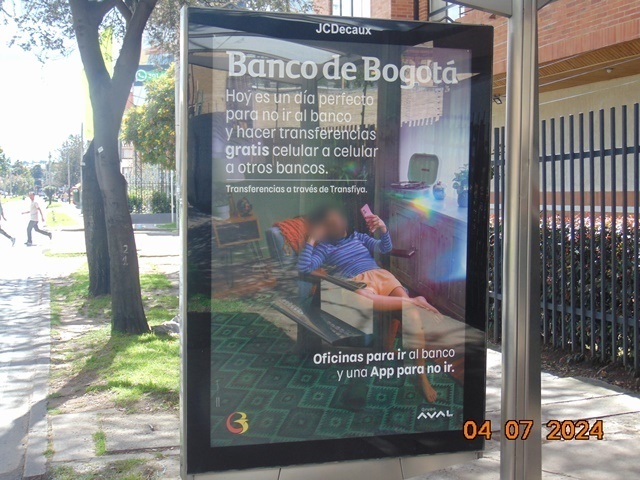 JCDecaux
Banco de Bogotá
Hoy es un día perfecto
para no ir al banco
y hacer transferencias
gratis celular a celular
a otros bancos.
Transferencias a través de Transfiya.
Oficinas para ir al banco
y una App para no ir.
AVAL
04 07 2024